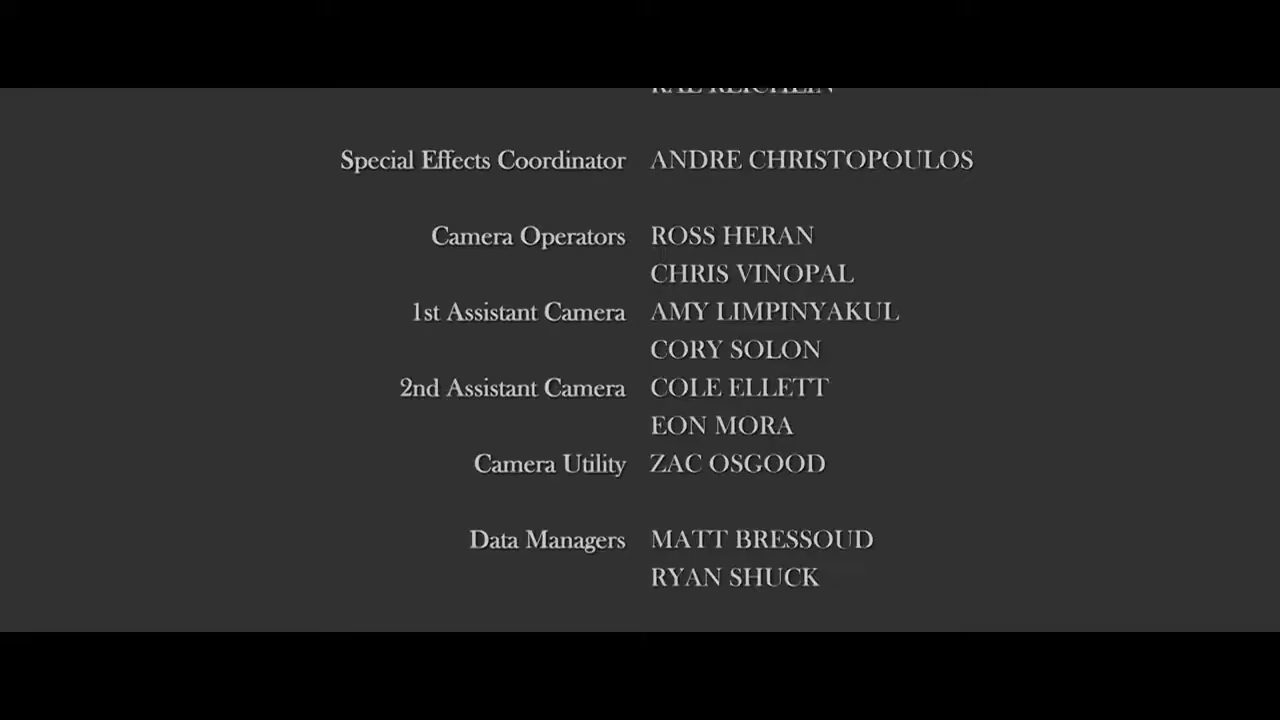 Special Effects Coordinator ANDRE CHRISTOPOULOS
Camera Operators ROSS HERAN
CHRIS VINOPAL
1st Assistant Camera AMY LIMPINYAKUL
CORY SOLON
2nd Assistant Camera COLE ELLETT
EON MORA
Camera Utility ZAC OSGOOD
Data Managers MATT BRESSOUD
RYAN SHUCK